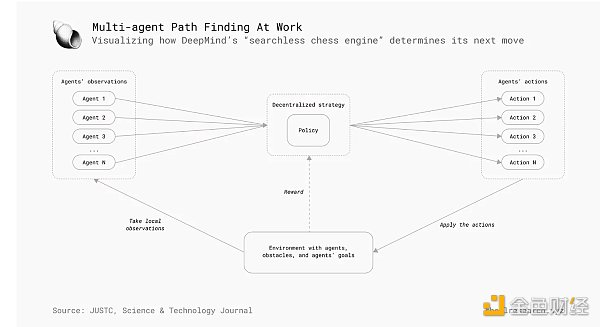 Multi-agent Path Finding At Work
Visualizing how DeepMind's "searchless chess engine" determines its next move
Agents' observations
Agent 1
Agent 2
Agent 3
...
Agent N
Decentralized strategy
Policy
Agents' actions
Action 1
Action 2
Action 3
...
Action N
Reward
Take local
observations
Apply the actions
Environment with agents,
obstacles, and agents' goals
Source: JUSTC, Science & Technology Journal
金色财经